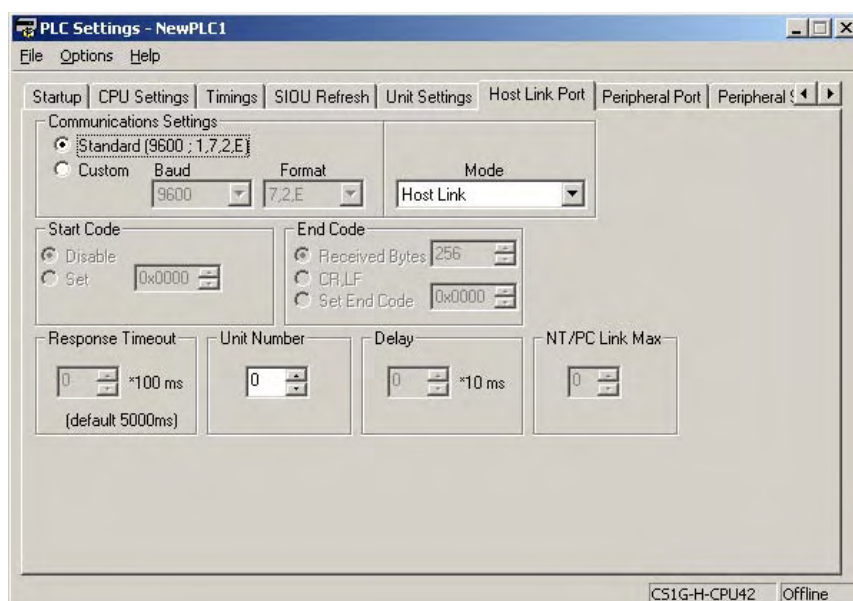 PLC Settings - NewPLC1
File Options Help
Startup CPU Settings Timings SIOU Refresh Unit Settings Host Link Port Peripheral Port Peripheral
Communications Settings
Standard (9600 ; 1,7,2,E)
Custom Baud Format Mode
9600 7,2,E Host Link
Start Code End Code
Disable Received Bytes 256
Set 0x0000 CR,LF
Set End Code 0x0000
Response Timeout Unit Number Delay NT/PC Link Max
0 *100 ms 0 0 *10 ms 0
(default 5000ms)
CS1G-H-CPU42 Offline